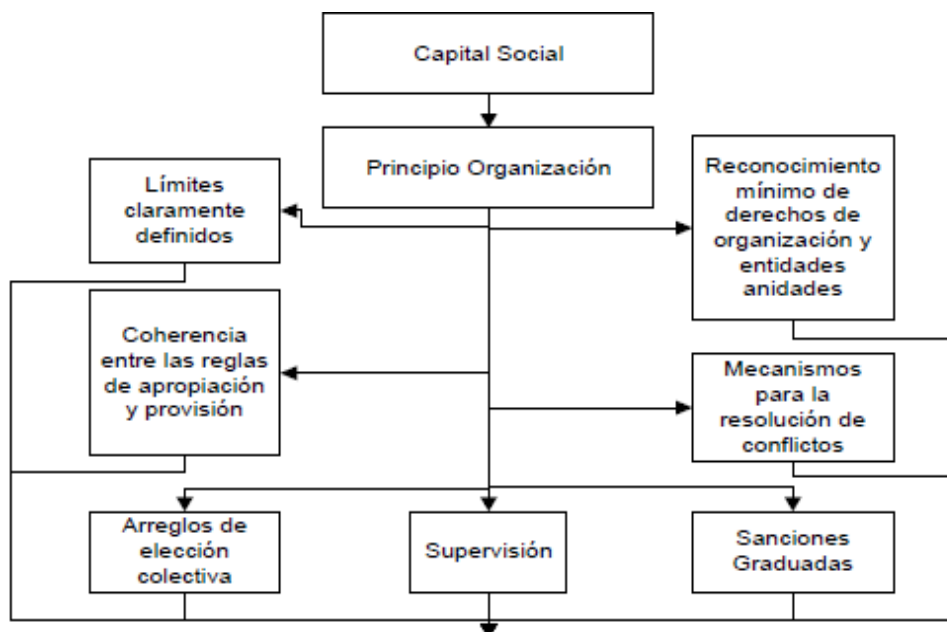 Capital Social
Principio Organización
Límites
claramente
definidos
Reconocimiento
mínimo de
derechos de
organización y
entidades
anidades
Coherencia
entre las reglas
de apropiación
y provisión
Mecanismos
para la
resolución de
conflictos
Arreglos de
elección
colectiva
Supervisión
Sanciones
Graduadas